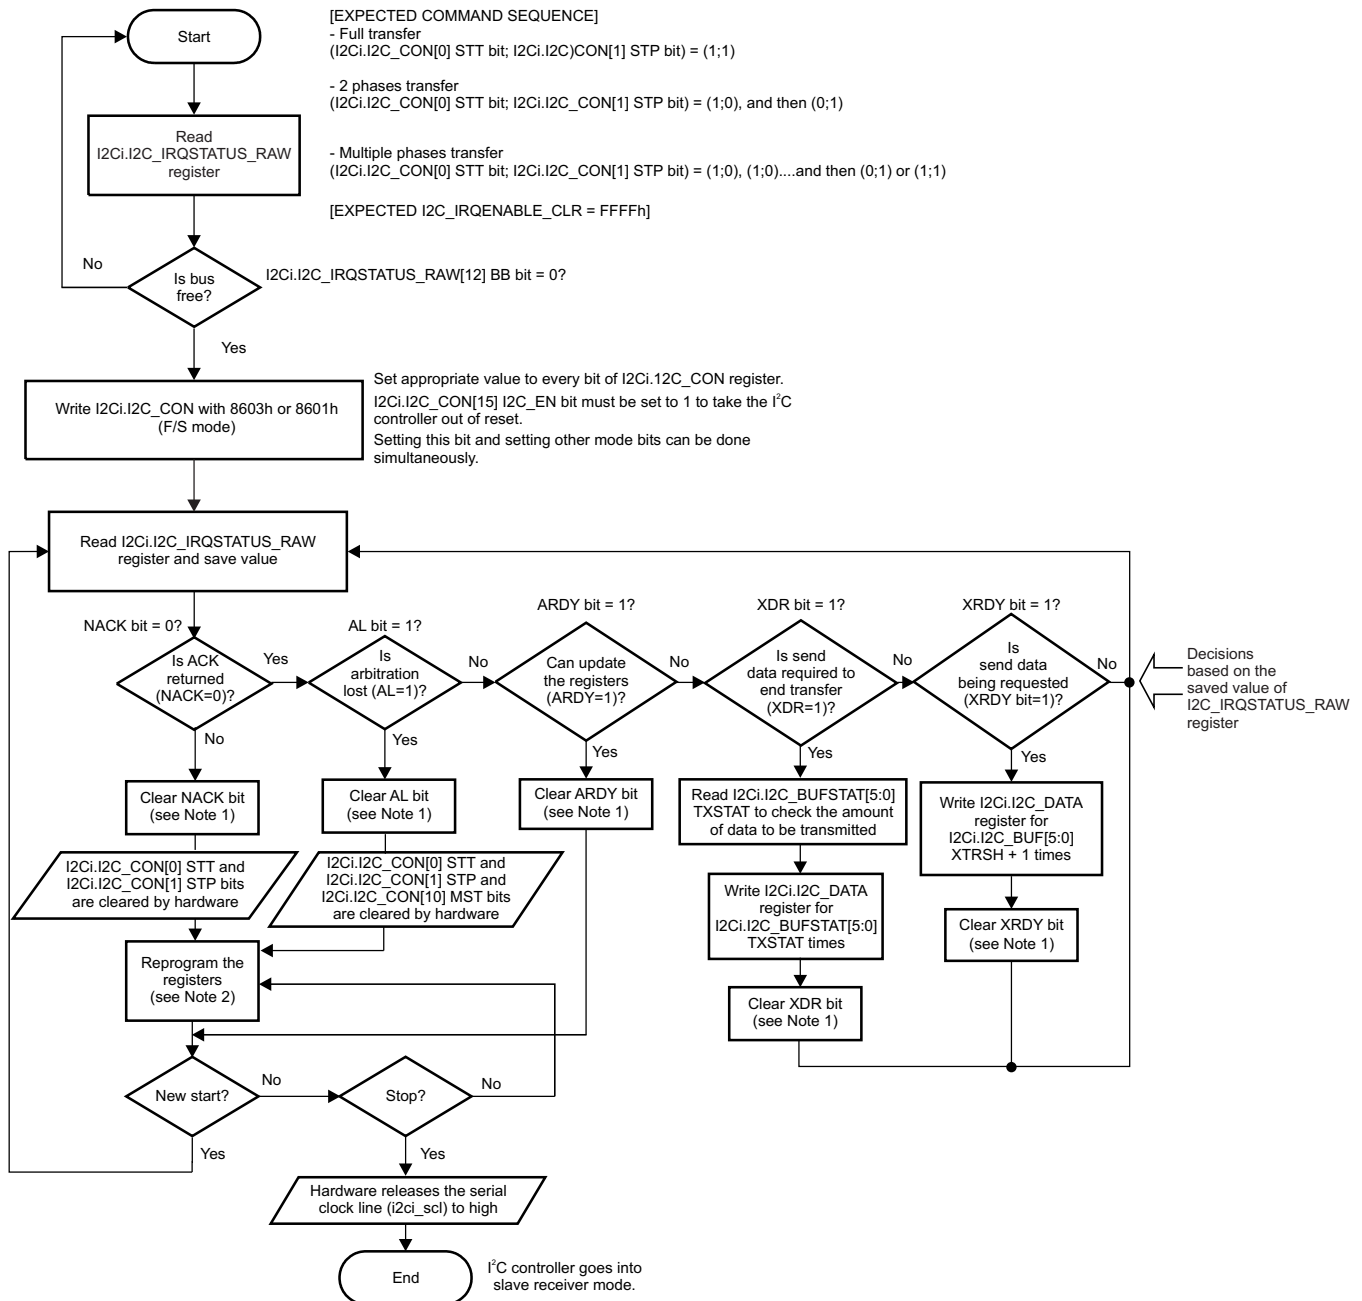 [EXPECTED COMMAND SEQUENCE]
- Full transfer
(I2Ci.I2C_CON[0] STT bit; I2Ci.I2C)CON[1] STP bit) = (1;1)
- 2 phases transfer
(I2Ci.I2C_CON[0] STT bit; I2Ci.I2C_CON[1] STP bit) = (1;0), and then (0;1)
- Multiple phases transfer
(I2Ci.I2C_CON[0] STT bit; I2Ci.I2C_CON[1] STP bit) = (1;0), (1;0)....and then (0;1) or (1;1)
[EXPECTED I2C_IRQENABLE_CLR = FFFFh]
Start
Read
I2Ci.I2C_IRQSTATUS_RAW
register
No
Is bus
free?
I2Ci.I2C_IRQSTATUS_RAW[12] BB bit = 0?
Yes
Write I2Ci.I2C_CON with 8603h or 8601h
(F/S mode)
Set appropriate value to every bit of I2Ci.12C_CON register.
I2Ci.I2C_CON[15] I2C_EN bit must be set to 1 to take the I²C
controller out of reset.
Setting this bit and setting other mode bits can be done
simultaneously.
Read I2Ci.I2C_IRQSTATUS_RAW
register and save value
NACK bit = 0?
Is ACK
returned
(NACK=0)?
Yes
No
AL bit = 1?
Is
arbitration
lost (AL=1)?
No
Yes
ARDY bit = 1?
Can update
the registers
(ARDY=1)?
No
Yes
XDR bit = 1?
Is send
data required to
end transfer
(XDR=1)?
No
Yes
XRDY bit = 1?
Is
send data
being requested
(XRDY bit=1)?
No
Yes
Decisions
based on the
saved value of
I2C_IRQSTATUS_RAW
register
Clear NACK bit
(see Note 1)
Clear AL bit
(see Note 1)
Clear ARDY bit
(see Note 1)
Read I2Ci.I2C_BUFSTAT[5:0]
TXSTAT to check the amount
of data to be transmitted
Write I2Ci.I2C_DATA
register for
I2Ci.I2C_BUF[5:0]
XTRSH + 1 times
I2Ci.I2C_CON[0] STT and
I2Ci.I2C_CON[1] STP bits
are cleared by hardware
I2Ci.I2C_CON[0] STT and
I2Ci.I2C_CON[1] STP and
I2Ci.I2C_CON[10] MST bits
are cleared by hardware
Write I2Ci.I2C_DATA
register for
I2Ci.I2C_BUFSTAT[5:0]
TXSTAT times
Clear XRDY bit
(see Note 1)
Reprogram the
registers
(see Note 2)
Clear XDR bit
(see Note 1)
New start?
No
Yes
Stop?
No
Yes
Hardware releases the serial
clock line (i2ci_scl) to high
End
I²C controller goes into
slave receiver mode.